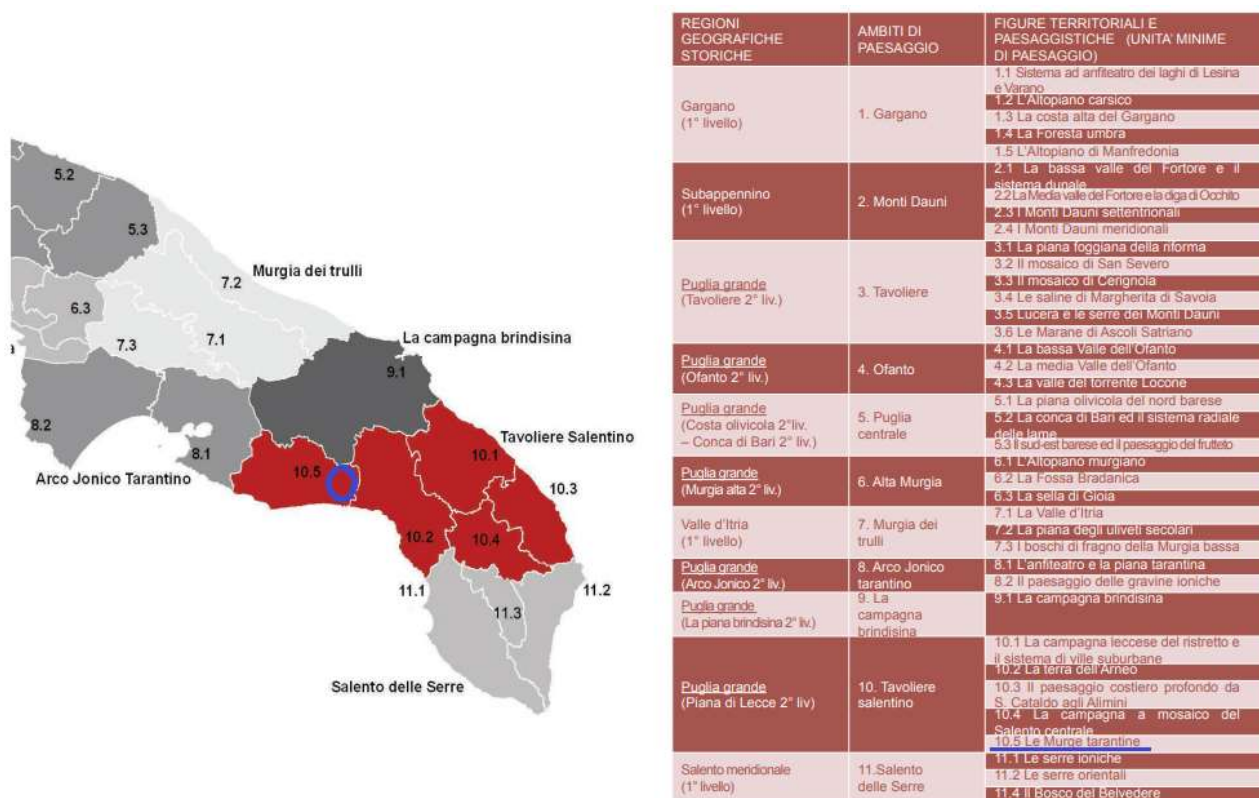 5.2
5.3
Murgia dei trulli
7.2
6.3
7.1
7.3
a
La campagna brindisina
9.1
8.2
8.1
Arco Jonico Tarantino
Tavoliere Salentino
10.5
10.1
10.3
10.2
10.4
11.1
11.2
11.3
Salento delle Serre
REGIONI
GEOGRAFICHE
STORICHE
AMBITI DI
PAESAGGIO
FIGURE TERRITORIALI E
PAESAGGISTICHE (UNITA' MINIME
DI PAESAGGIO)
Gargano
(1° livello)
1. Gargano
1.1 Sistema ad anfiteatro dei laghi di Lesina
e Varano
1.2 L'Altopiano carsico
1.3 La costa alta del Gargano
1.4 La Foresta umbra
1.5 L'Altopiano di Manfredonia
Subappennino
(1° livello)
2. Monti Dauni
2.1 La bassa valle del Fortore e il
sistema dunale
2.2 La Media valle del Fortore e la diga di Occhito
2.3 I Monti Dauni settentrionali
2.4 I Monti Dauni meridionali
Puglia grande
(Tavoliere 2° liv.)
3. Tavoliere
3.1 La piana foggiana della riforma
3.2 Il mosaico di San Severo
3.3 Il mosaico di Cerignola
3.4 Le saline di Margherita di Savoia
3.5 Lucera e le serre dei Monti Dauni
3.6 Le Marane di Ascoli Satriano
Puglia grande
(Ofanto 2° liv.)
4. Ofanto
4.1 La bassa Valle dell'Ofanto
4.2 La media Valle dell'Ofanto
4.3 La valle del torrente Locone
Puglia grande
(Costa olivicola 2°liv.
– Conca di Bari 2° liv.)
5. Puglia
centrale
5.1 La piana olivicola del nord barese
5.2 La conca di Bari ed il sistema radiale
delle lame
5.3 Il sud-est barese ed il paesaggio del frutteto
Puglia grande
(Murgia alta 2° liv.)
6. Alta Murgia
6.1 L'Altopiano murgiano
6.2 La Fossa Bradanica
6.3 La sella di Gioia
Valle d'Itria
(1° livello)
7. Murgia dei
trulli
7.1 La Valle d'Itria
7.2 La piana degli uliveti secolari
7.3 I boschi di fragno della Murgia bassa
Puglia grande
(Arco Jonico 2° liv.)
8. Arco Jonico
tarantino
8.1 L'anfiteatro e la piana tarantina
8.2 Il paesaggio delle gravine ioniche
Puglia grande
(La piana brindisina 2° liv.)
9. La
campagna
brindisina
9.1 La campagna brindisina
Puglia grande
(Piana di Lecce 2° liv)
10. Tavoliere
salentino
10.1 La campagna leccese del ristretto e
il sistema di ville suburbane
10.2 La terra dell'Arneo
10.3 Il paesaggio costiero profondo da
S. Cataldo agli Alimini
10.4 La campagna a mosaico del
Salento centrale
10.5 Le Murge tarantine
Salento meridionale
(1° livello)
11.Salento
delle Serre
11.1 Le serre ioniche
11.2 Le serre orientali
11.4 Il Bosco del Belvedere